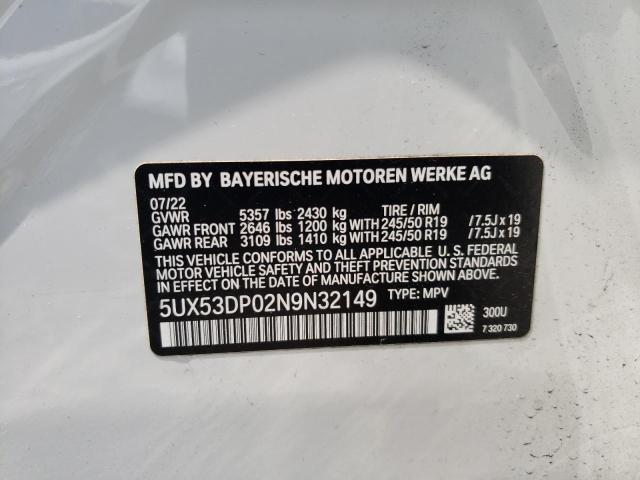 MFD BY BAYERISCHE MOTOREN WERKE AG
07/22
GVWR 5357 lbs 2430 kg TIRE / RIM
GAWR FRONT 2646 lbs 1200 kg WITH 245/50 R19 /7.5J x 19
GAWR REAR 3109 lbs 1410 kg WITH 245/50 R19 /7.5J x 19
THIS VEHICLE CONFORMS TO ALL APPLICABLE U.S. FEDERAL
MOTOR VEHICLE SAFETY AND THEFT PREVENTION STANDARDS
IN EFFECT ON THE DATE OF MANUFACTURE SHOWN ABOVE.
5UX53DP02N9N32149 TYPE: MPV
300U
7 320 730